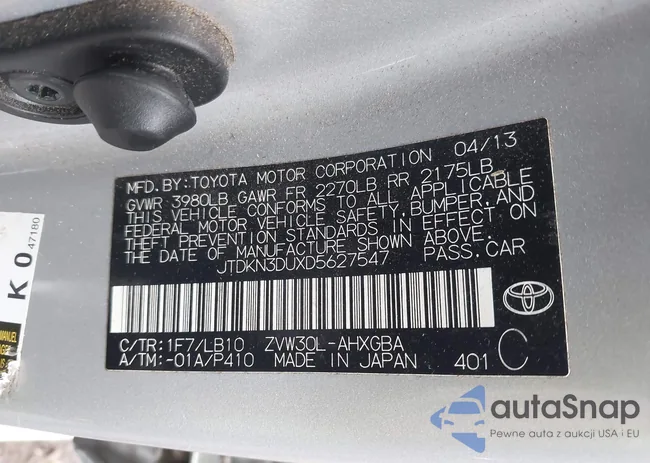 MFD.BY:TOYOTA MOTOR CORPORATION 04/13
GVWR 3980LB GAWR FR 2270LB RR 2175LB
THIS VEHICLE CONFORMS TO ALL APPLICABLE
FEDERAL MOTOR VEHICLE SAFETY,BUMPER,AND
THEFT PREVENTION STANDARDS IN EFFECT ON
THE DATE OF MANUFACTURE SHOWN ABOVE.
JTDKN3DUXD5627547 PASS.CAR
C/TR:1F7/LB10 ZVW30L-AHXGBA
A/TM:-01A/P410 MADE IN JAPAN 401 C
K 0 47180
autaSnap
Pewne auta z aukcji USA i EU